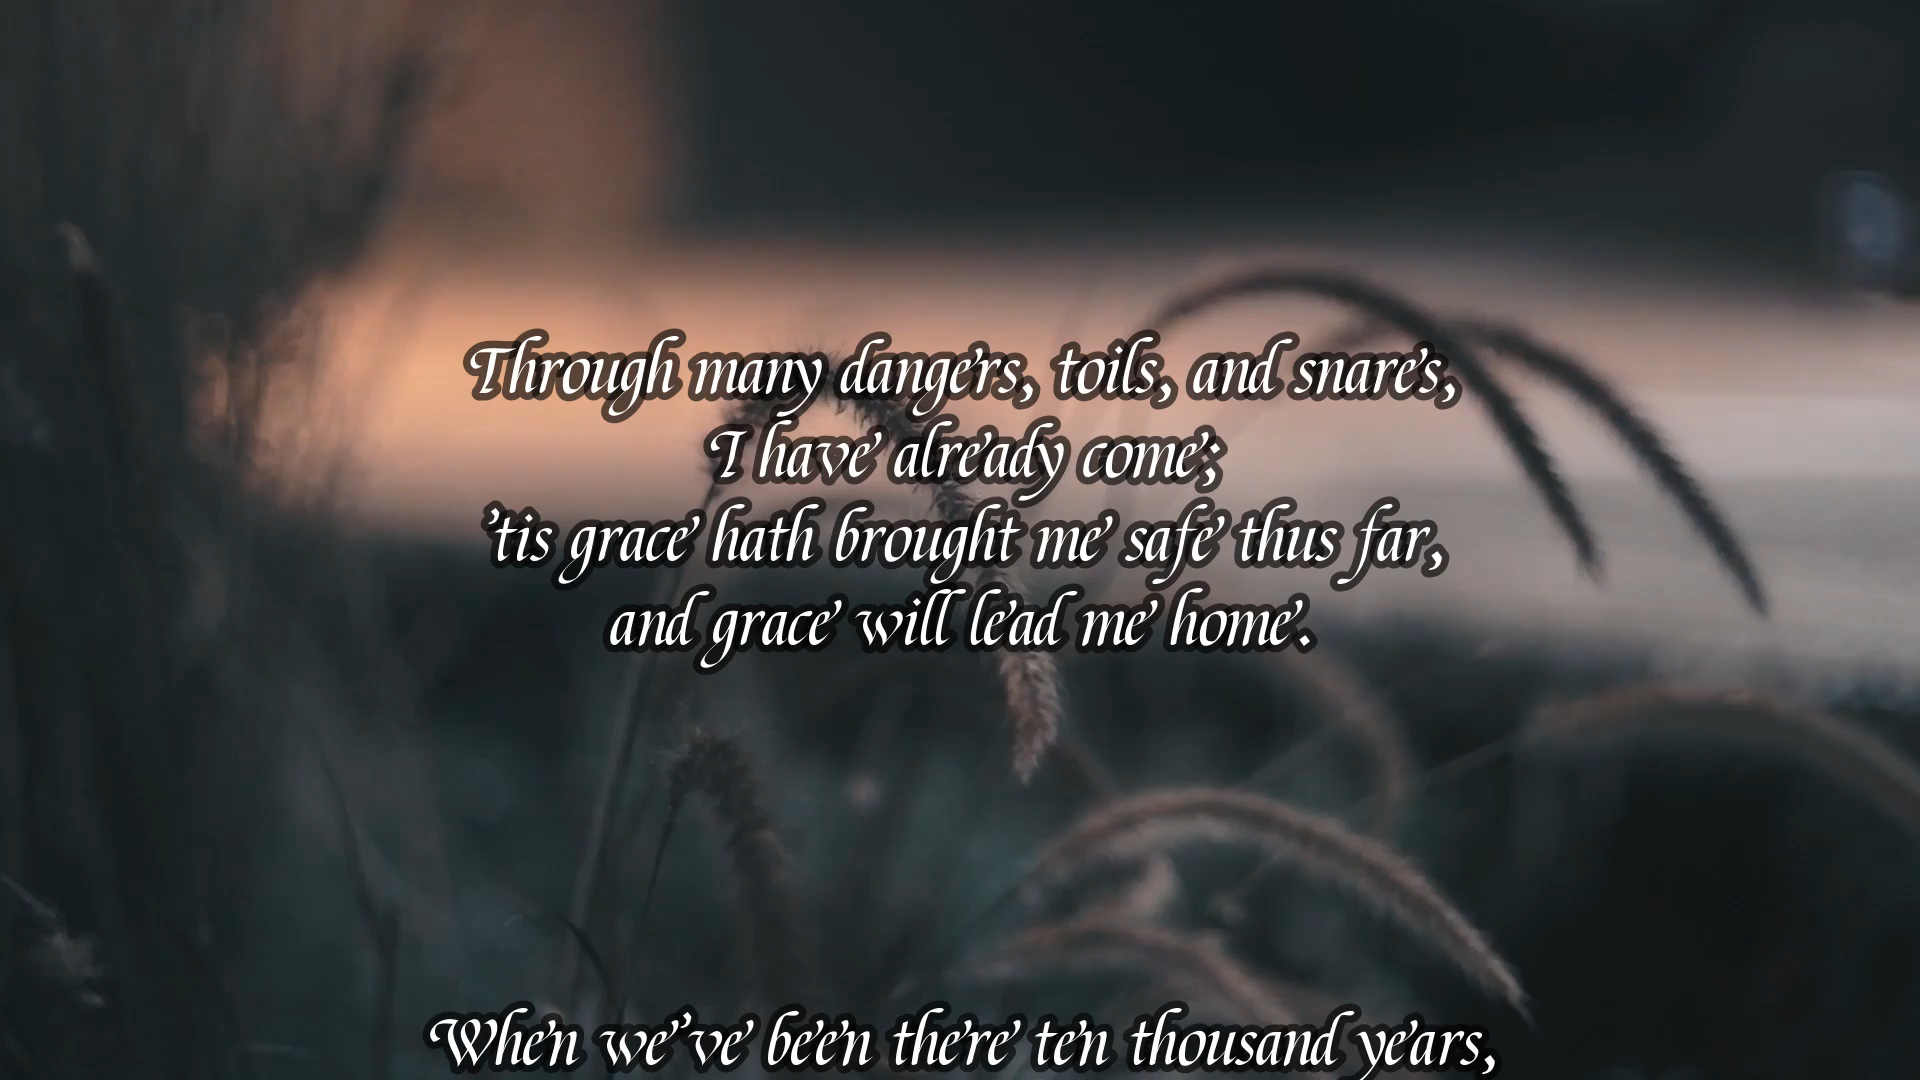 Through many dangers, toils, and snares,
I have already come;
'tis grace hath brought me safe thus far,
and grace will lead me home.
When we've been there ten thousand years,